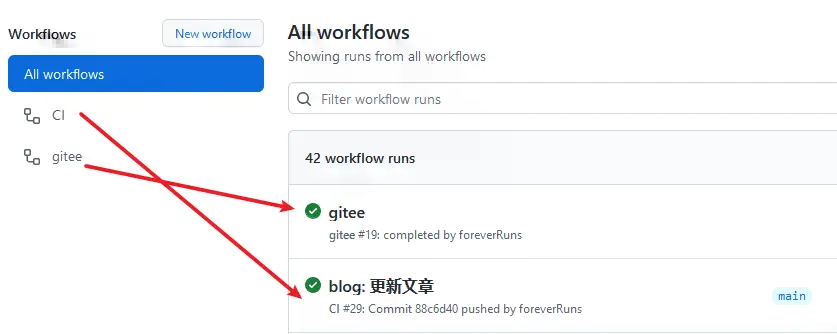 Workflows
New workflow
All workflows
CI
gitee
All workflows
Showing runs from all workflows
Filter workflow runs
42 workflow runs
gitee
gitee #19: completed by foreverRuns
blog: 更新文章
CI #29: Commit 88c6d40 pushed by foreverRuns
main